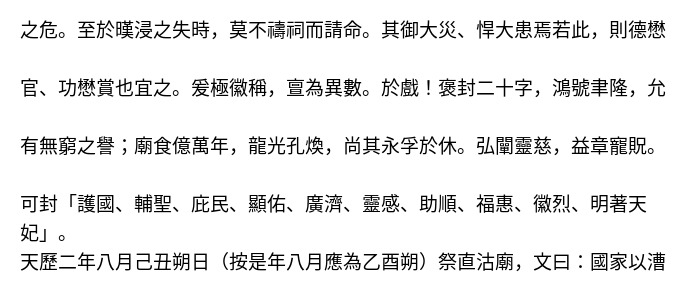 之危。至於暵浸之失時，莫不禱祠而請命。其御大災、悍大患焉若此，則德懋
官、功懋賞也宜之。爰極徽稱，亶為異數。於戲！褒封二十字，鴻號聿隆，允
有無窮之譽；廟食億萬年，龍光孔煥，尚其永孚於休。弘闡靈慈，益章寵貺。
可封「護國、輔聖、庇民、顯佑、廣濟、靈感、助順、福惠、徽烈、明著天
妃」。
天歷二年八月己丑朔日（按是年八月應為乙酉朔）祭直沽廟，文曰：國家以漕